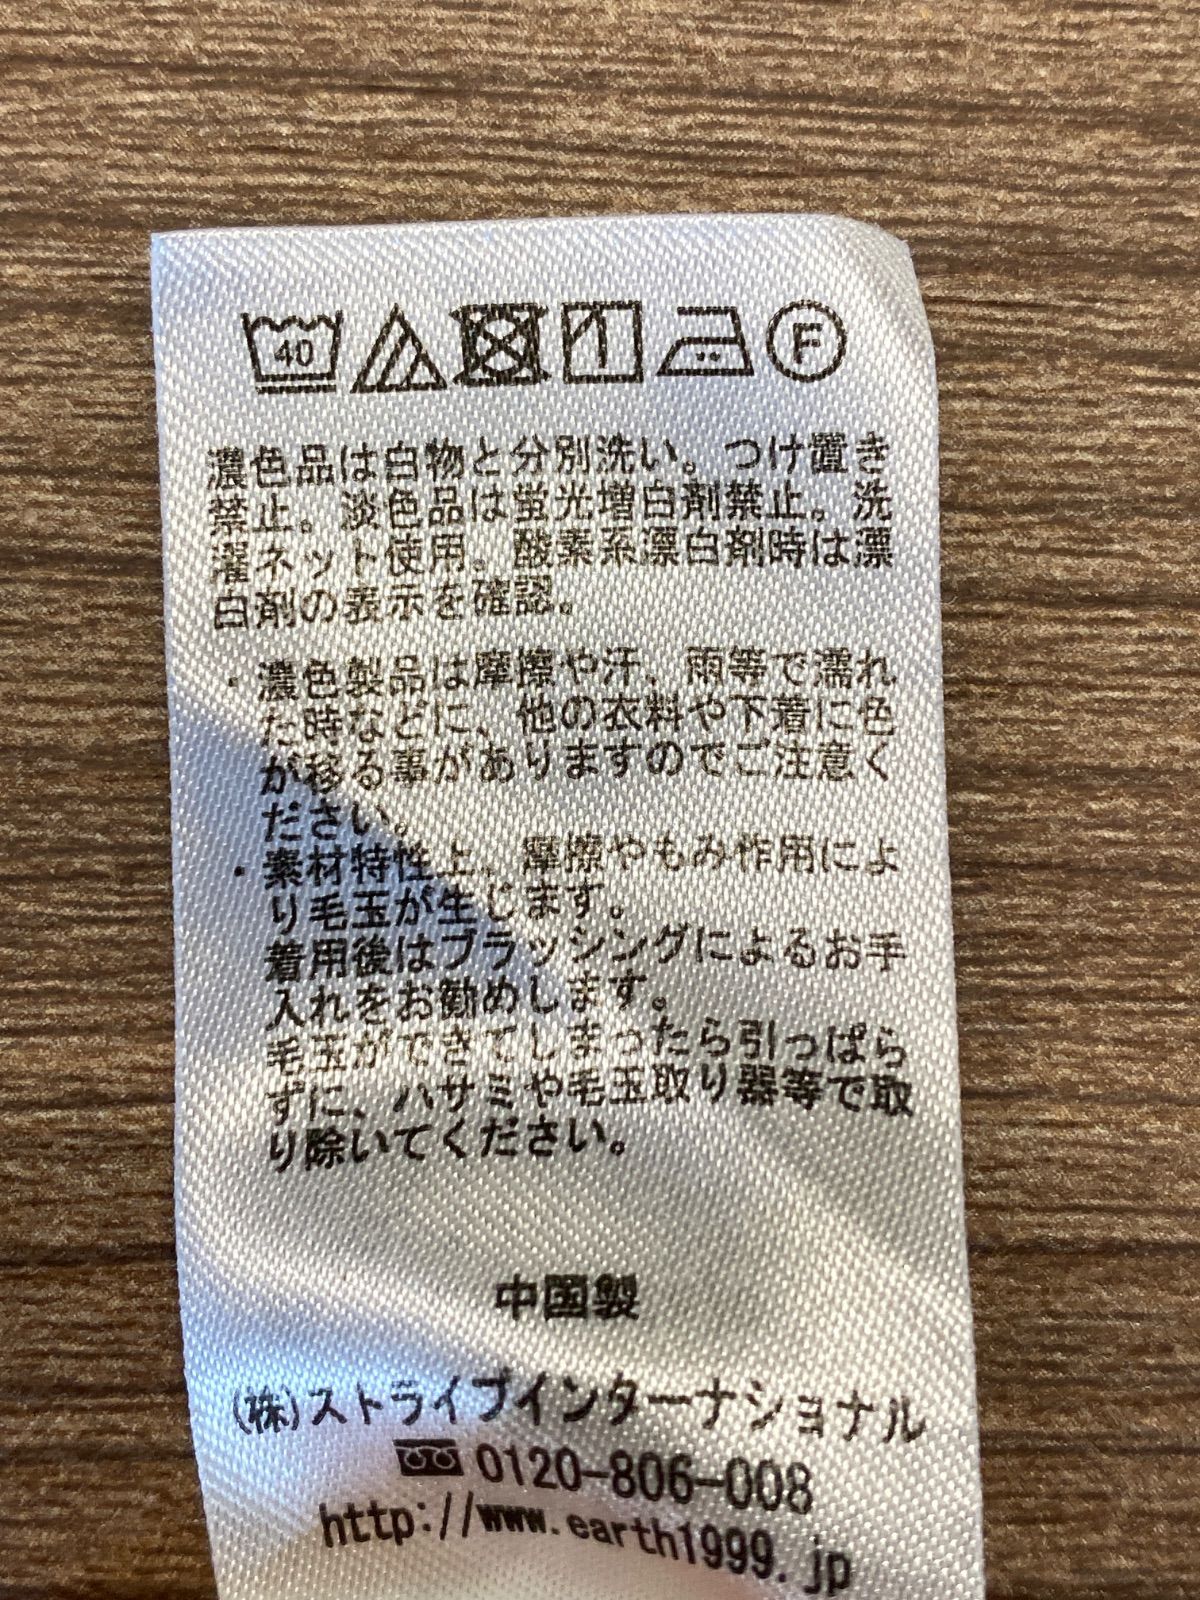 40 F
濃色品は白物と分別洗い。つけ置き
禁止。淡色品は蛍光増白剤禁止。洗
濯ネット使用。酸素系漂白剤時は漂
白剤の表示を確認。
・濃色製品は摩擦や汗、雨等で濡れ
た時などに、他の衣料や下着に色
が移る事がありますのでご注意く
ださい。
・素材特性上、摩擦やもみ作用によ
り毛玉が生じます。
着用後はブラッシングによるお手
入れをお勧めします。
毛玉ができてしまったら引っぱら
ずに、ハサミや毛玉取り器等で取
り除いてください。
中国製
(株)ストライプインターナショナル
0120-806-008
http://www.earth1999.jp